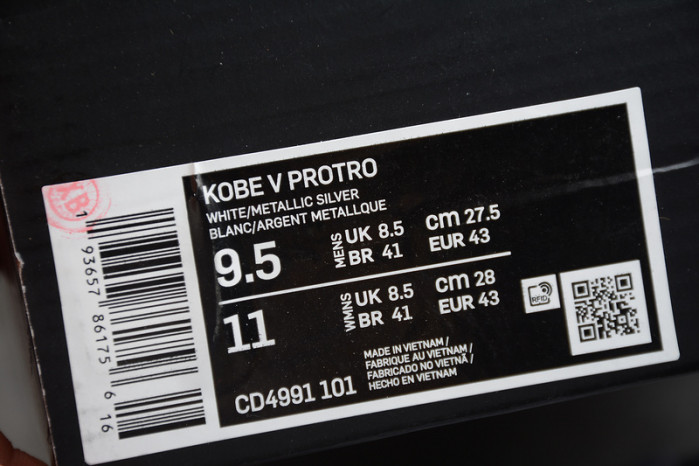 KOBE V PROTRO
WHITE/METALLIC SILVER
BLANC/ARGENT METALLQUE
9.5
MENS
UK 8.5 cm 27.5
BR 41 EUR 43
11
WMNS
UK 8.5 cm 28
BR 41 EUR 43
RFID
CD4991 101
MADE IN VIETNAM /
FABRIQUE AU VIETNAM /
FABRICADO NO VIETNÃ /
HECHO EN VIETNAM
1 93657 86175 6 16
KB